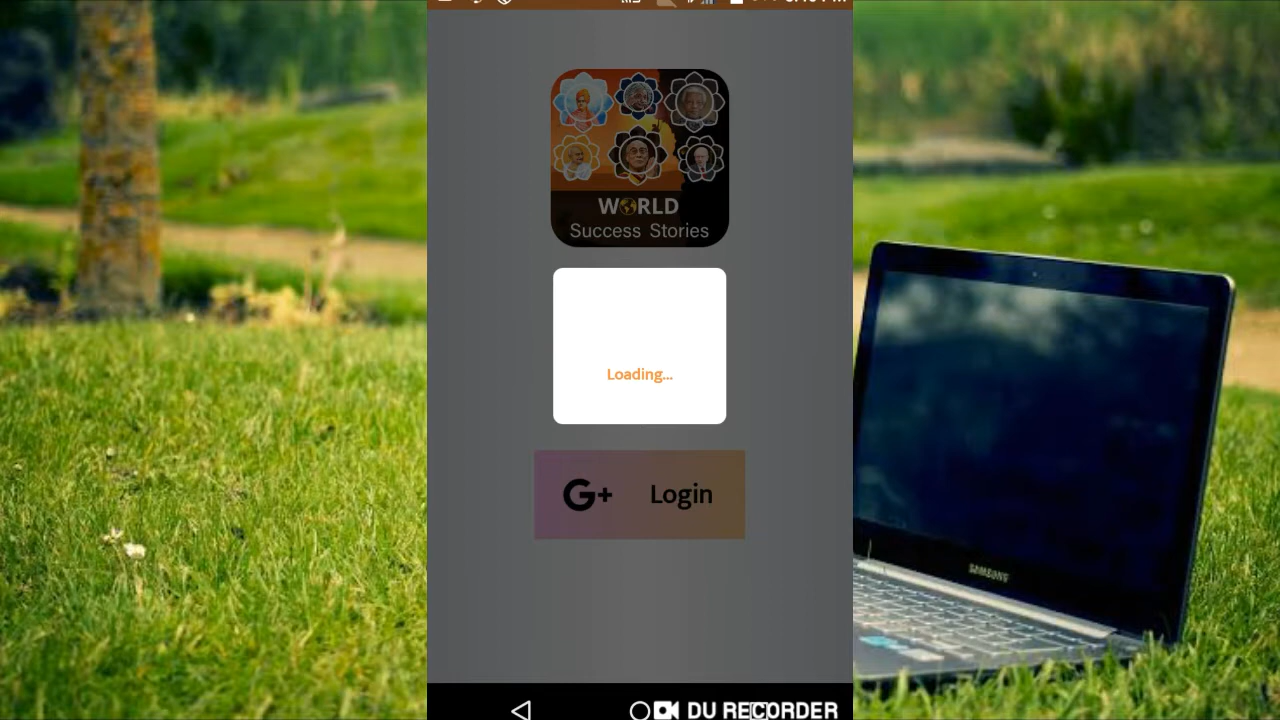 WORLD
Success Stories
Loading...
G+ Login
SAMSUNG
DU RECORDER